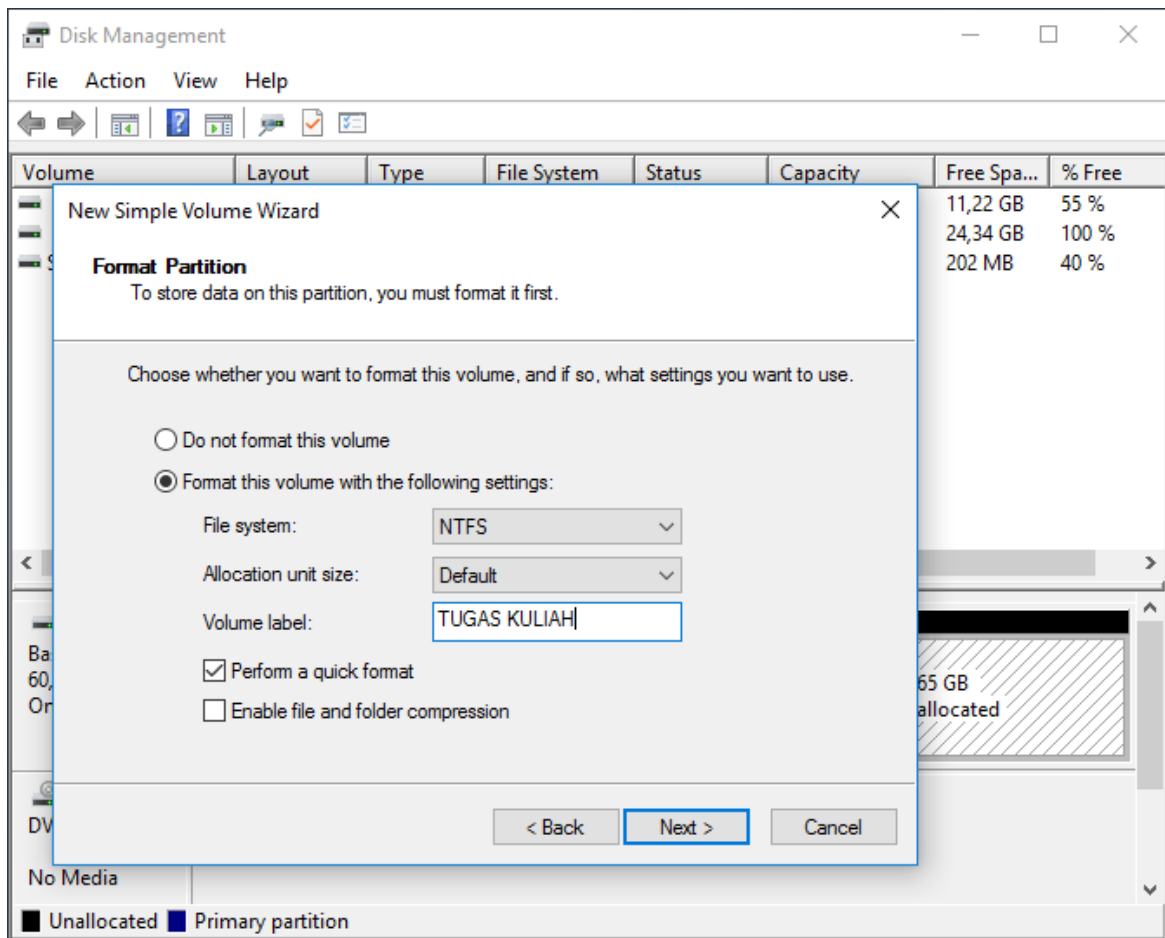 Disk Management
File Action View Help
Volume Layout Type File System Status Capacity Free Spa... % Free
11,22 GB 55 %
24,34 GB 100 %
S 202 MB 40 %
New Simple Volume Wizard
Format Partition
To store data on this partition, you must format it first.
Choose whether you want to format this volume, and if so, what settings you want to use.
Do not format this volume
Format this volume with the following settings:
File system: NTFS
Allocation unit size: Default
Volume label: TUGAS KULIAH
Perform a quick format
Enable file and folder compression
< Back Next > Cancel
Ba
60,
On
65 GB
allocated
DV
No Media
Unallocated Primary partition